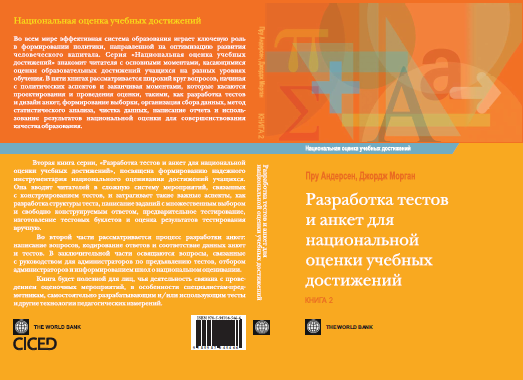 Национальная оценка учебных достижений
Во всем мире эффективная система образования играет ключевую роль
в формировании политики, направленной на оптимизацию развития
человеческого капитала. Серия «Национальная оценка учебных
достижений» знакомит читателя с основными моментами, касающимися
оценки образовательных достижений учащихся на разных уровнях
обучения. В пяти книгах рассматривается широкий круг вопросов, начиная
с политических аспектов и заканчивая моментами, которые касаются
проектирования и проведения оценки, такими, как разработка тестов
и дизайн анкет, формирование выборки, организация сбора данных, метод
статистического анализа, чистка данных, написание отчета и исполь-
зование результатов национальной оценки для совершенствования
качества образования.
Вторая книга серии, «Разработка тестов и анкет для национальной
оценки учебных достижений», посвящена формированию надежного
инструментария национального оценивания достижений учащихся.
Она вводит читателей в сложную систему мероприятий, связанных
с конструированием тестов, и затрагивает такие важные аспекты, как
разработка структуры теста, написание заданий с множественным выбором
и свободно конструируемым ответом, предварительное тестирование,
изготовление тестовых буклетов и оценка результатов тестирования
вручную.
Во второй части рассматриваются процесс разработки анкет:
написание вопросов, кодирование ответов и соответствие данных анкет
и тестов. В заключительной части освещаются вопросы, связанные
с руководством для администраторов по предъявлению тестов, отбором
администраторов и информированием школ о национальном оценивании.
Книга будет полезной для лиц, чья деятельность связана с прове-
дением оценочных мероприятий, в особенности специалистам-пред-
метникам, самостоятельно разрабатывающим и/или использующим тесты
и другие технологии педагогических измерений.
THE WORLD BANK
CICED
Пру Андерсен, Джордж Морган
КНИГА 2
Разработка тестов и анкет для
национальной оценки учебных достижений
Национальная оценка учебных достижений
Пру Андерсен, Джордж Морган
Разработка тестов
и анкет для
национальной
оценки учебных
достижений
КНИГА 2
THE WORLD BANK